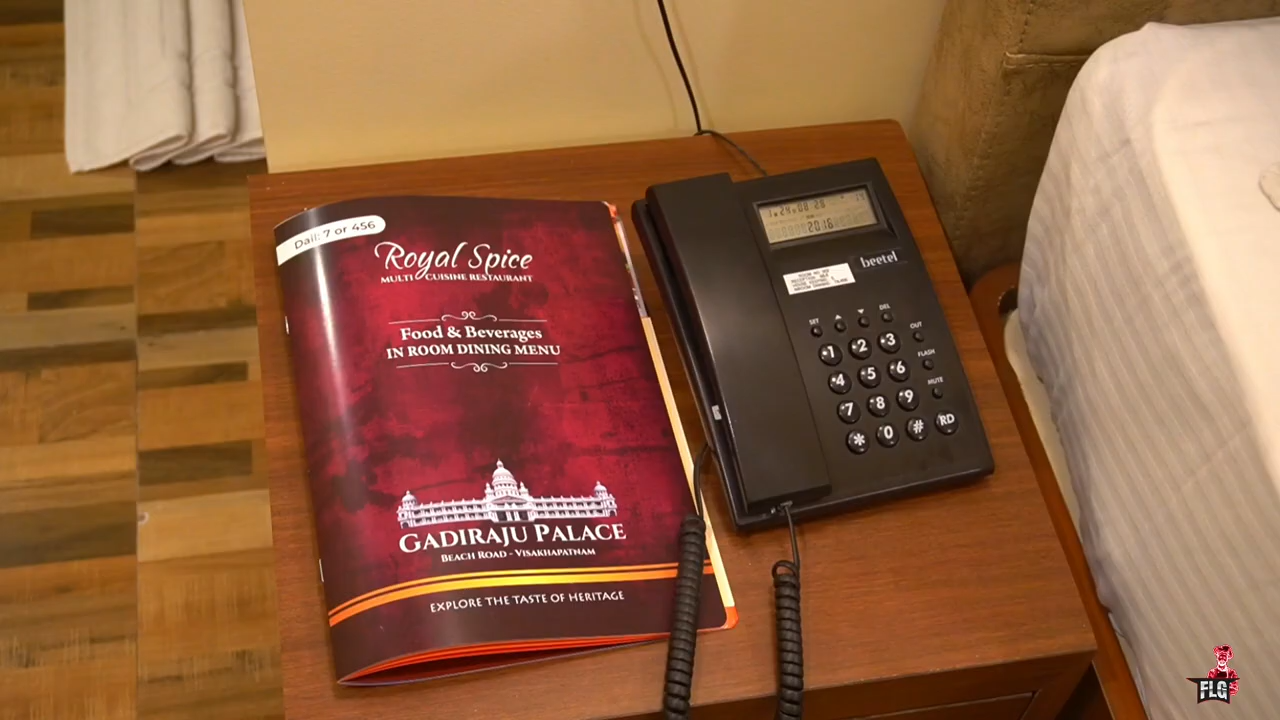 Dail: 7 or 456
Royal Spice
MULTI CUISINE RESTAURANT
Food & Beverages
IN ROOM DINING MENU
GADIRAJU PALACE
BEACH ROAD - VISAKHAPATNAM
EXPLORE THE TASTE OF HERITAGE
2016
beetel
SET
DEL
OUT
1 2 3
FLASH
4 5 6
MUTE
7 8 9
* 0 # RD
FLG